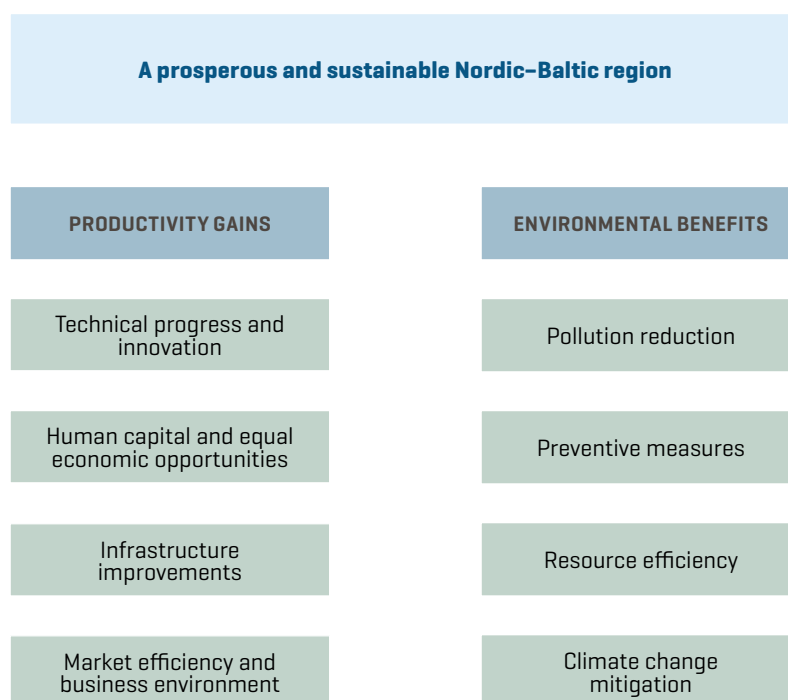 A prosperous and sustainable Nordic–Baltic region
PRODUCTIVITY GAINS
Technical progress and
innovation
Human capital and equal
economic opportunities
Infrastructure
improvements
Market efficiency and
business environment
ENVIRONMENTAL BENEFITS
Pollution reduction
Preventive measures
Resource efficiency
Climate change
mitigation